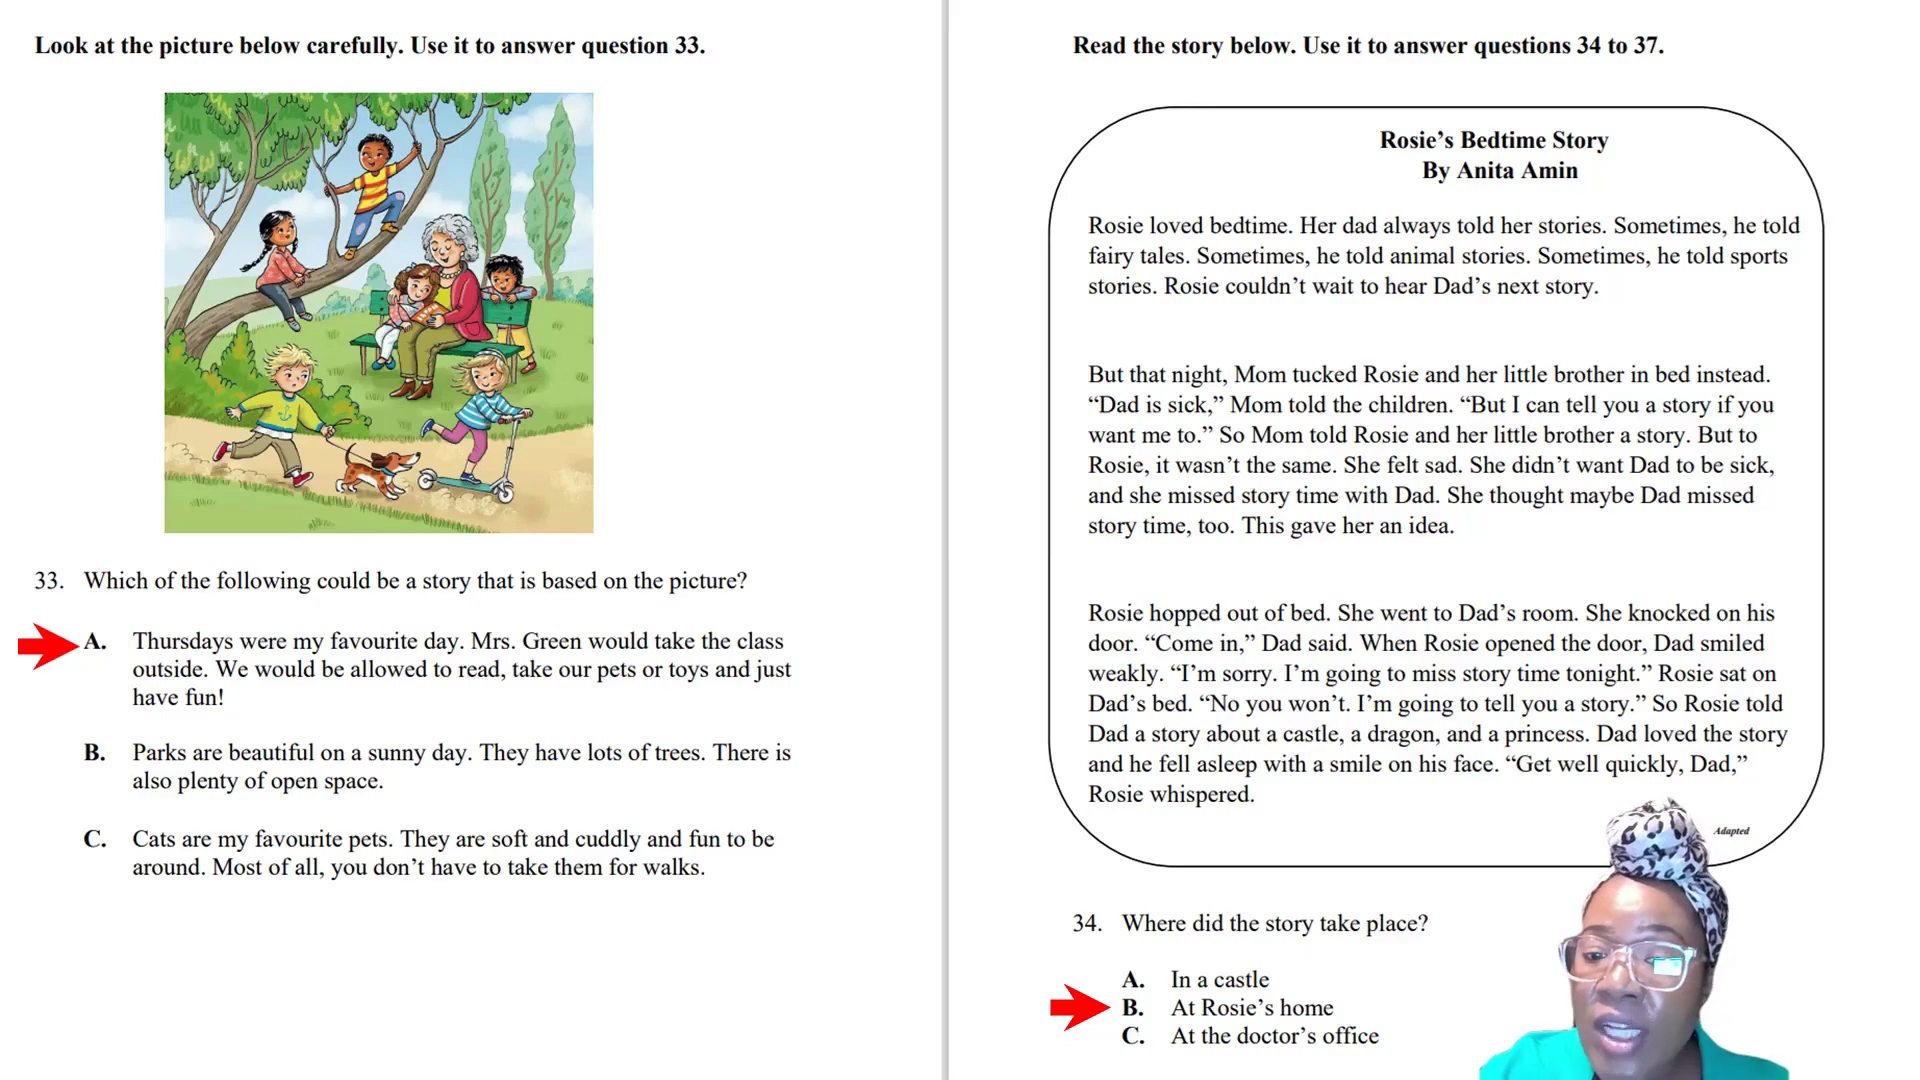 Look at the picture below carefully. Use it to answer question 33.
33. Which of the following could be a story that is based on the picture?
A. Thursdays were my favourite day. Mrs. Green would take the class
outside. We would be allowed to read, take our pets or toys and just
have fun!
B. Parks are beautiful on a sunny day. They have lots of trees. There is
also plenty of open space.
C. Cats are my favourite pets. They are soft and cuddly and fun to be
around. Most of all, you don’t have to take them for walks.
Read the story below. Use it to answer questions 34 to 37.
Rosie’s Bedtime Story
By Anita Amin
Rosie loved bedtime. Her dad always told her stories. Sometimes, he told
fairy tales. Sometimes, he told animal stories. Sometimes, he told sports
stories. Rosie couldn’t wait to hear Dad’s next story.
But that night, Mom tucked Rosie and her little brother in bed instead.
“Dad is sick,” Mom told the children. “But I can tell you a story if you
want me to.” So Mom told Rosie and her little brother a story. But to
Rosie, it wasn’t the same. She felt sad. She didn’t want Dad to be sick,
and she missed story time with Dad. She thought maybe Dad missed
story time, too. This gave her an idea.
Rosie hopped out of bed. She went to Dad’s room. She knocked on his
door. “Come in,” Dad said. When Rosie opened the door, Dad smiled
weakly. “I’m sorry. I’m going to miss story time tonight.” Rosie sat on
Dad’s bed. “No you won’t. I’m going to tell you a story.” So Rosie told
Dad a story about a castle, a dragon, and a princess. Dad loved the story
and he fell asleep with a smile on his face. “Get well quickly, Dad,”
Rosie whispered.
Adapted
34. Where did the story take place?
A. In a castle
B. At Rosie’s home
C. At the doctor’s office